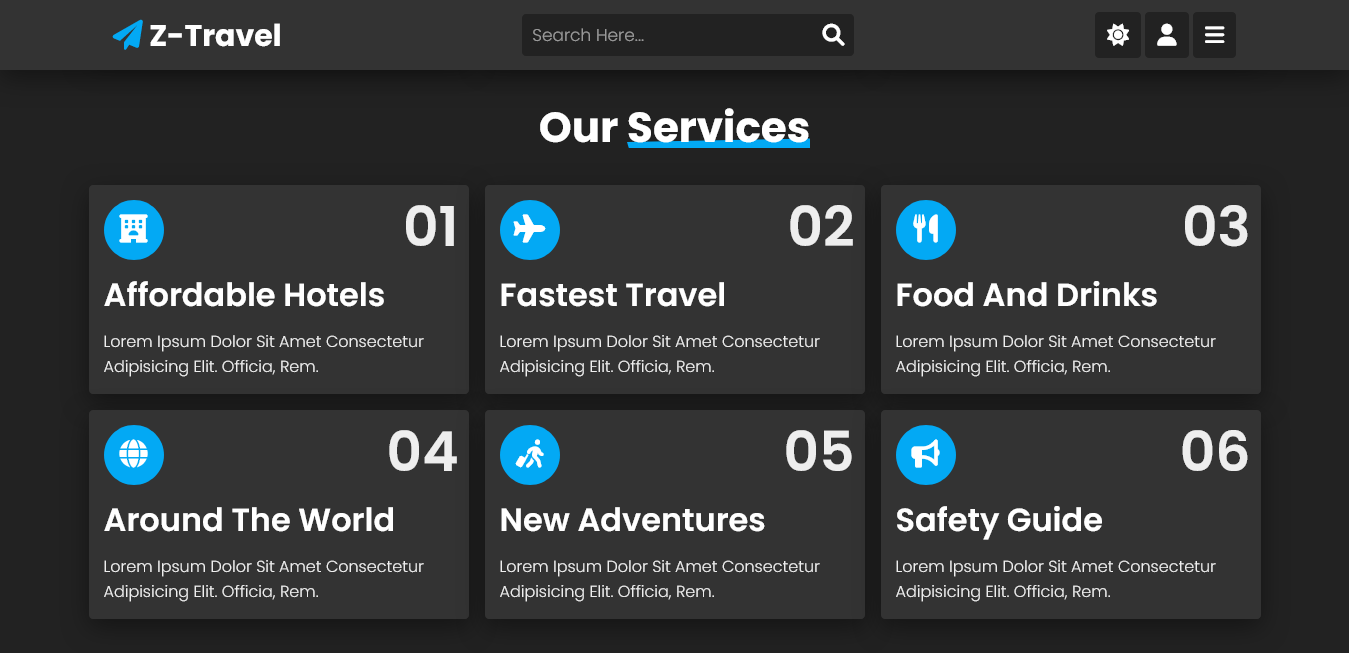 Z-Travel
Search Here...
Our Services
01
Affordable Hotels
Lorem Ipsum Dolor Sit Amet Consectetur
Adipisicing Elit. Officia, Rem.
02
Fastest Travel
Lorem Ipsum Dolor Sit Amet Consectetur
Adipisicing Elit. Officia, Rem.
03
Food And Drinks
Lorem Ipsum Dolor Sit Amet Consectetur
Adipisicing Elit. Officia, Rem.
04
Around The World
Lorem Ipsum Dolor Sit Amet Consectetur
Adipisicing Elit. Officia, Rem.
05
New Adventures
Lorem Ipsum Dolor Sit Amet Consectetur
Adipisicing Elit. Officia, Rem.
06
Safety Guide
Lorem Ipsum Dolor Sit Amet Consectetur
Adipisicing Elit. Officia, Rem.